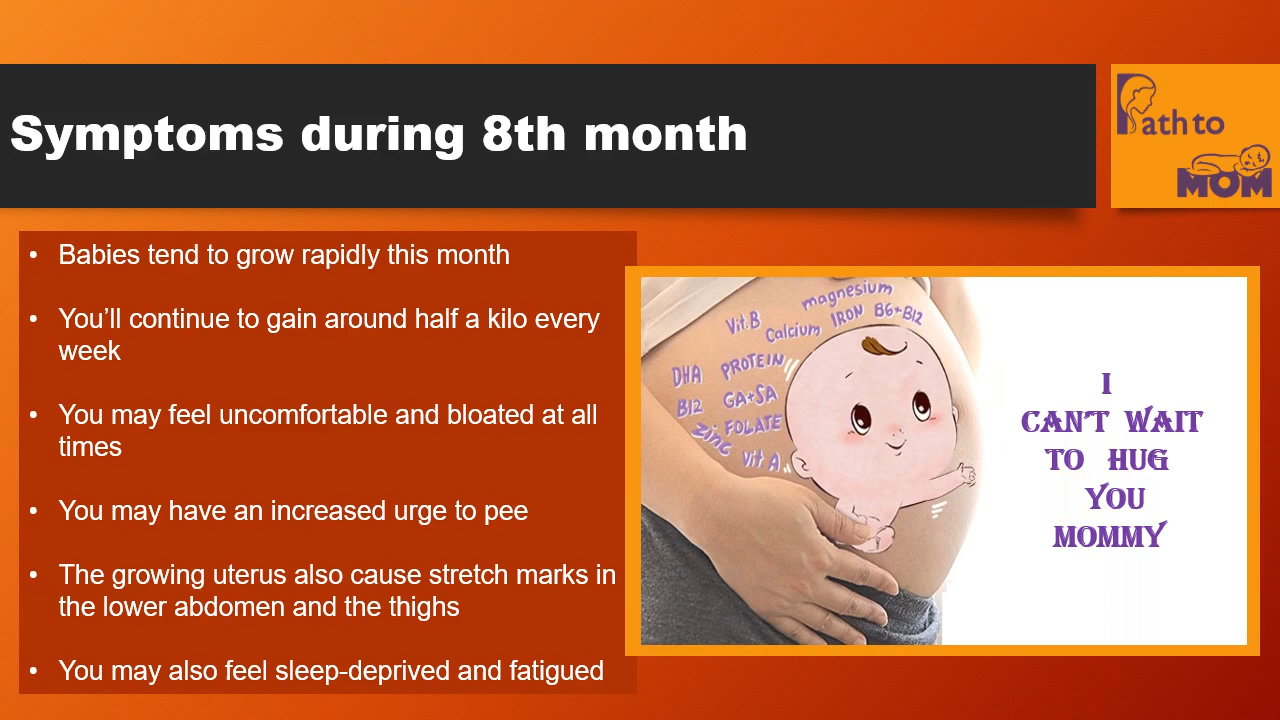 Symptoms during 8th month
Path to
MOM
• Babies tend to grow rapidly this month
• You’ll continue to gain around half a kilo every
week
• You may feel uncomfortable and bloated at all
times
• You may have an increased urge to pee
• The growing uterus also cause stretch marks in
the lower abdomen and the thighs
• You may also feel sleep-deprived and fatigued
magnesium
Vit.B Calcium IRON B6+B12
DHA PROTEIN
B12 GA+SA
Zinc FOLATE
Vit A
I
CAN'T WAIT
TO HUG
YOU
MOMMY